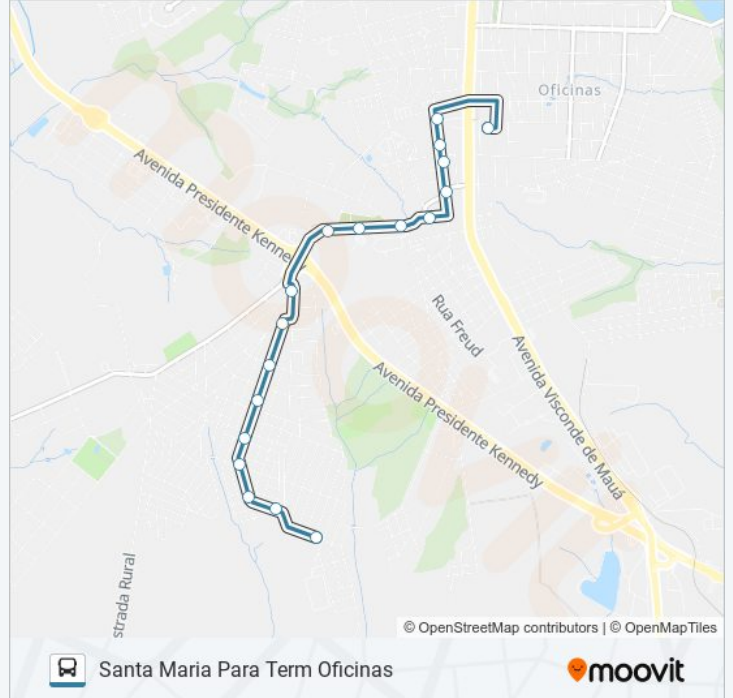 Oficinas
Avenida Presidente Kennedy
Rua Freud
Avenida Visconde de Mauá
Avenida Presidente Kennedy
strada Rural
© OpenStreetMap contributors | © OpenMapTiles
Santa Maria Para Term Oficinas
moovit